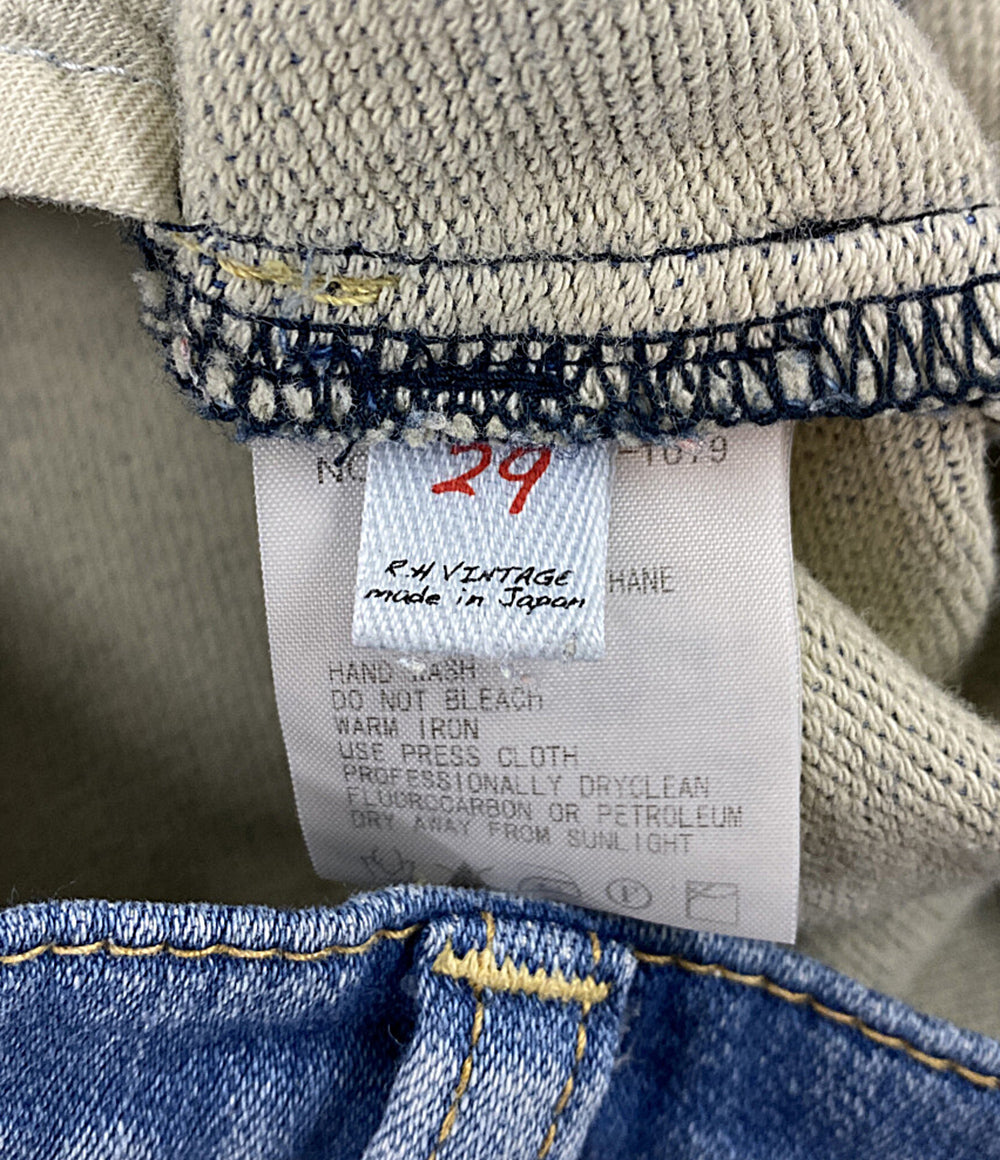 29
R.H VINTAGE
made in Japan
HAND WASH
DO NOT BLEACH
WARM IRON
USE PRESS CLOTH
PROFESSIONALLY DRYCLEAN
FLOUROCARBON OR PETROLEUM
DRY AWAY FROM SUNLIGHT